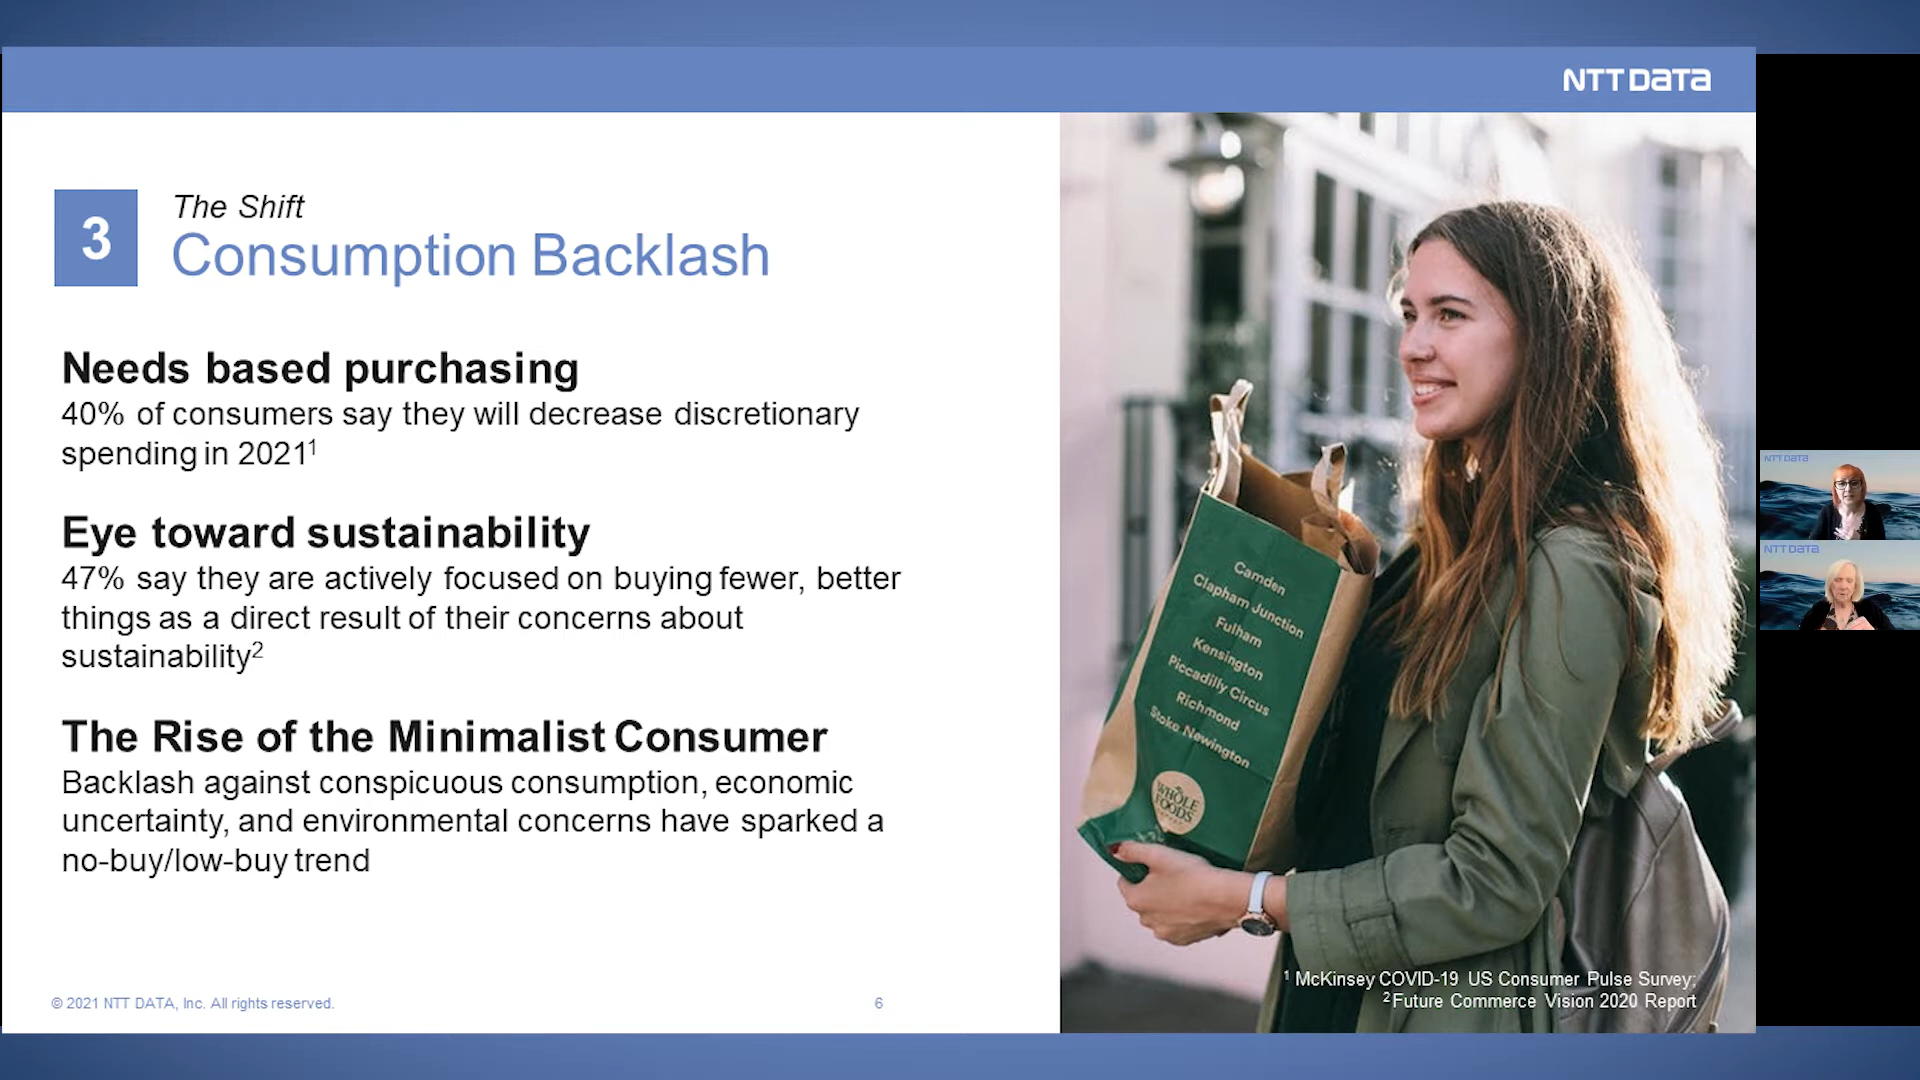 NTT DATA
3
The Shift
Consumption Backlash
Needs based purchasing
40% of consumers say they will decrease discretionary
spending in 2021¹
Eye toward sustainability
47% say they are actively focused on buying fewer, better
things as a direct result of their concerns about
sustainability²
The Rise of the Minimalist Consumer
Backlash against conspicuous consumption, economic
uncertainty, and environmental concerns have sparked a
no-buy/low-buy trend
Camden
Clapham Junction
Fulham
Kensington
Piccadilly Circus
Richmond
Stoke Newington
WHOLE
FOODS
MARKET
¹ McKinsey COVID-19 US Consumer Pulse Survey;
² Future Commerce Vision 2020 Report
© 2021 NTT DATA, Inc. All rights reserved.
6
NTT DATA
NTT DATA